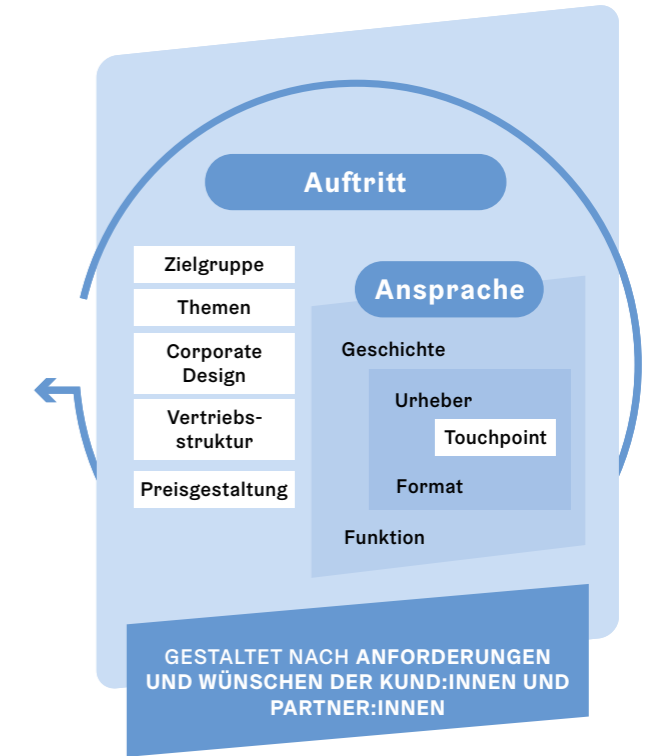 Auftritt
Zielgruppe
Themen
Corporate
Design
Vertriebs-
struktur
Preisgestaltung
Ansprache
Geschichte
Urheber
Touchpoint
Format
Funktion
GESTALTET NACH ANFORDERUNGEN
UND WÜNSCHEN DER KUND:INNEN UND
PARTNER:INNEN